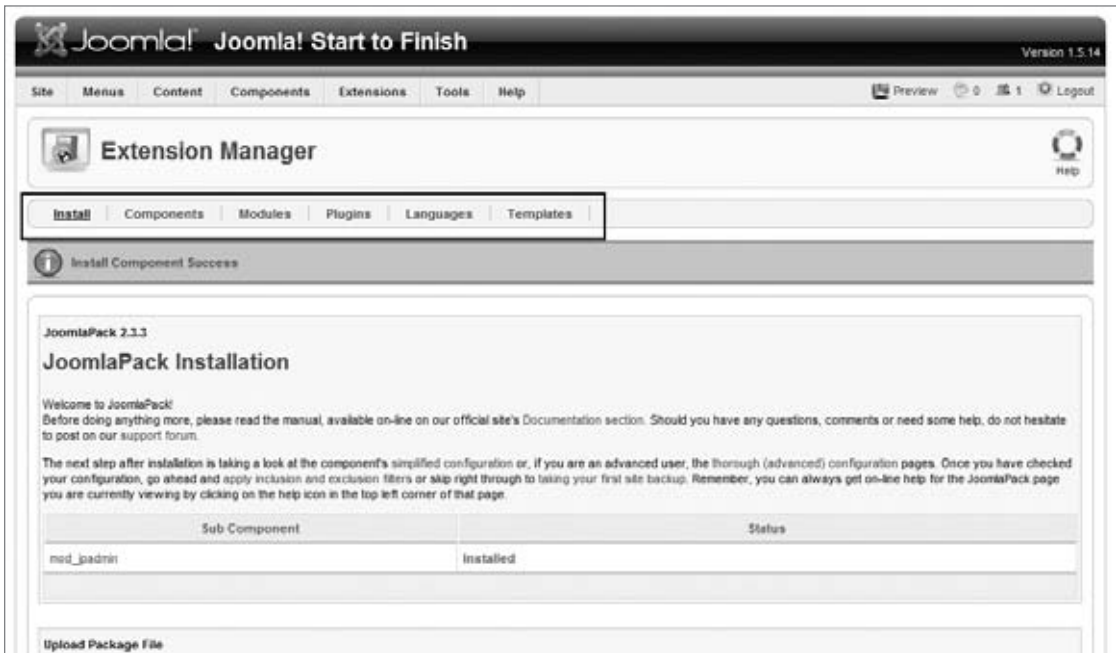 Joomla! Joomla! Start to Finish
Version 1.5.14
Site Menus Content Components Extensions Tools Help Preview 0 1 Logout
Extension Manager
Help
Install Components Modules Plugins Languages Templates
Install Component Success
JoomlaPack 2.3.3
JoomlaPack Installation
Welcome to JoomlaPack!
Before doing anything more, please read the manual, available on-line on our official site's Documentation section. Should you have any questions, comments or need some help, do not hesitate
to post on our support forum.
The next step after installation is taking a look at the component's simplified configuration or, if you are an advanced user, the thorough (advanced) configuration pages. Once you have checked
your configuration, go ahead and apply inclusion and exclusion filters or skip right through to taking your first site backup. Remember, you can always get on-line help for the JoomlaPack page
you are currently viewing by clicking on the help icon in the top left corner of that page.
Sub Component Status
mod_jpadmin Installed
Upload Package File